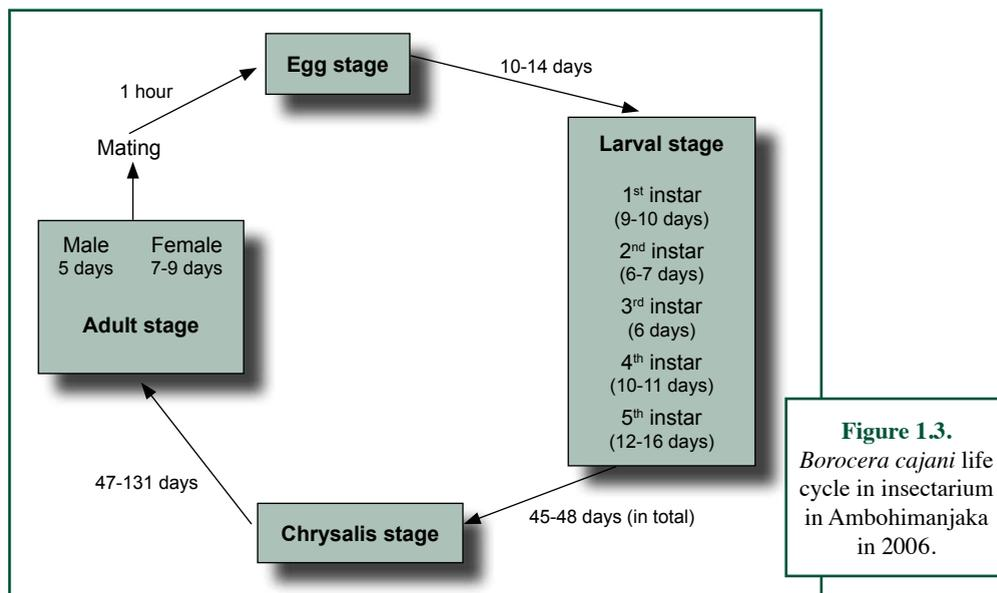 Egg stage
10-14 days
1 hour
Mating
Larval stage
1st instar
(9-10 days)
2nd instar
(6-7 days)
3rd instar
(6 days)
4th instar
(10-11 days)
5th instar
(12-16 days)
Male Female
5 days 7-9 days
Adult stage
47-131 days
45-48 days (in total)
Chrysalis stage
Figure 1.3.
Borocera cajani life
cycle in insectarium
in Ambohimanjaka
in 2006.